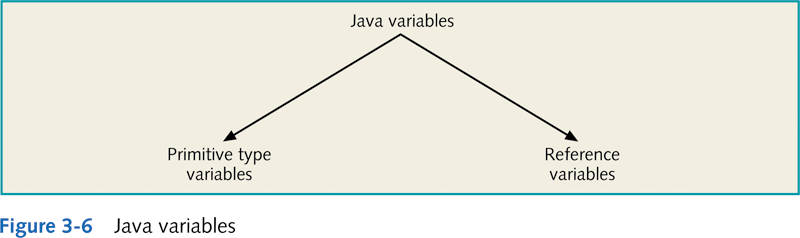 Java variables
Primitive type
variables
Reference
variables
Figure 3-6 Java variables